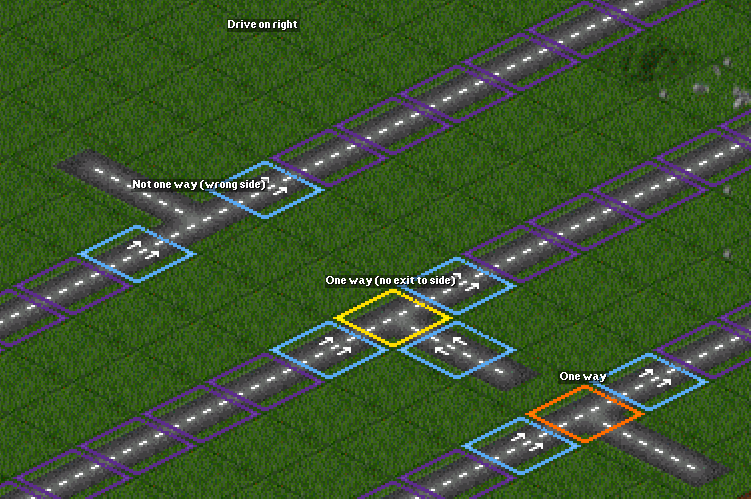 Drive on right
Not one way (wrong side)
One way (no exit to side)
One way